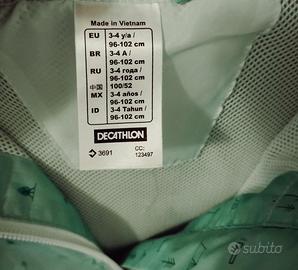 Made in Vietnam
EU 3-4 y/a / 96-102 cm
BR 3-4 A / 96-102 cm
RU 3-4 года / 96-102 cm
中国 100/52
MX 3-4 años / 96-102 cm
ID 3-4 Tahun / 96-102 cm
DECATHLON
3691 CC: 123497
subito